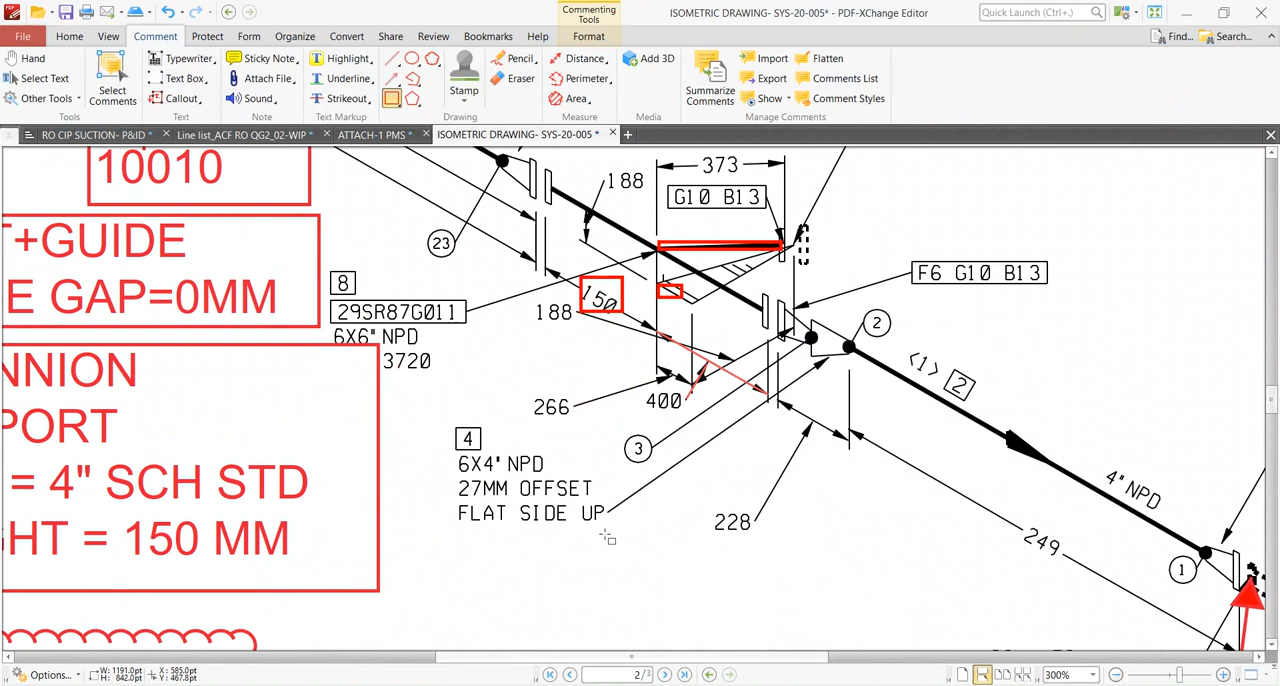 Commenting
Tools
ISOMETRIC DRAWING- SYS-20-005* - PDF-XChange Editor
Quick Launch (Ctrl+.)
File Home View Comment Protect Form Organize Convert Share Review Bookmarks Help Format
Find...
Search...
Hand
Select Text
Other Tools
Tools
Select
Comments
Typewriter
Text Box
Callout
Text
Sticky Note
Attach File
Sound
Note
Highlight
Underline
Strikeout
Text Markup
Pencil
Eraser
Drawing
Stamp
Distance
Perimeter
Area
Measure
Add 3D
Media
Summarize
Comments
Import
Export
Show
Flatten
Comments List
Comment Styles
Manage Comments
RO CIP SUCTION- P&ID *
Line list_ACF RO QG2_02-WIP *
ATTACH-1 PMS *
ISOMETRIC DRAWING- SYS-20-005 *
10010
T+GUIDE
E GAP=0MM
NNION
PORT
= 4" SCH STD
GHT = 150 MM
373
188
G10 B13
23
8
29SR87G011
6X6" NPD
3720
150
188
F6 G10 B13
2
<1> 2
266
400
3
4
6X4" NPD
27MM OFFSET
FLAT SIDE UP
228
4" NPD
249
1
Options...
W: 1191.0pt
H: 842.0pt
X: 585.0pt
Y: 467.8pt
2/3
300%